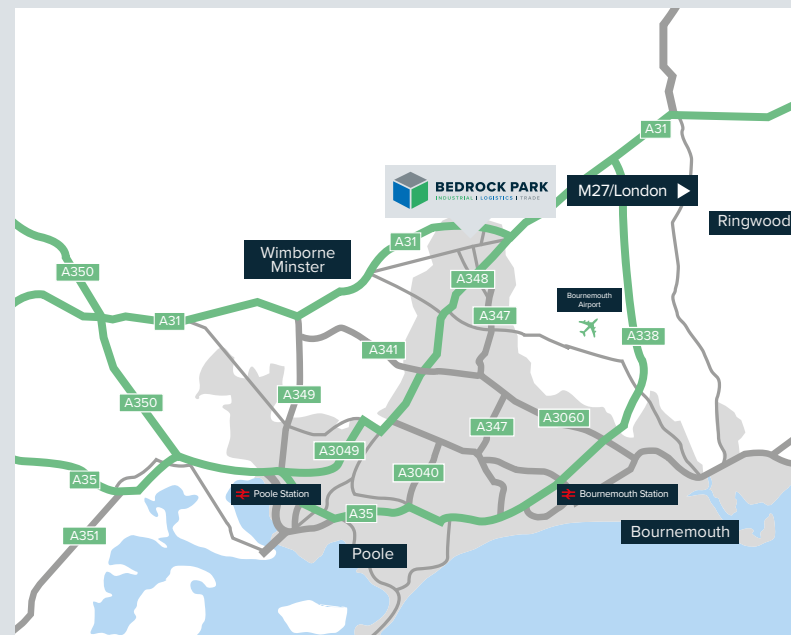 A31
BEDROCK PARK
INDUSTRIAL | LOGISTICS | TRADE
M27/London
Ringwood
A31
Wimborne
Minster
A350
A348
Bournemouth
Airport
A31
A347
A338
A341
A349
A350
A3060
A347
A3049
A3040
A35
Poole Station
Bournemouth Station
A35
A351
Bournemouth
Poole